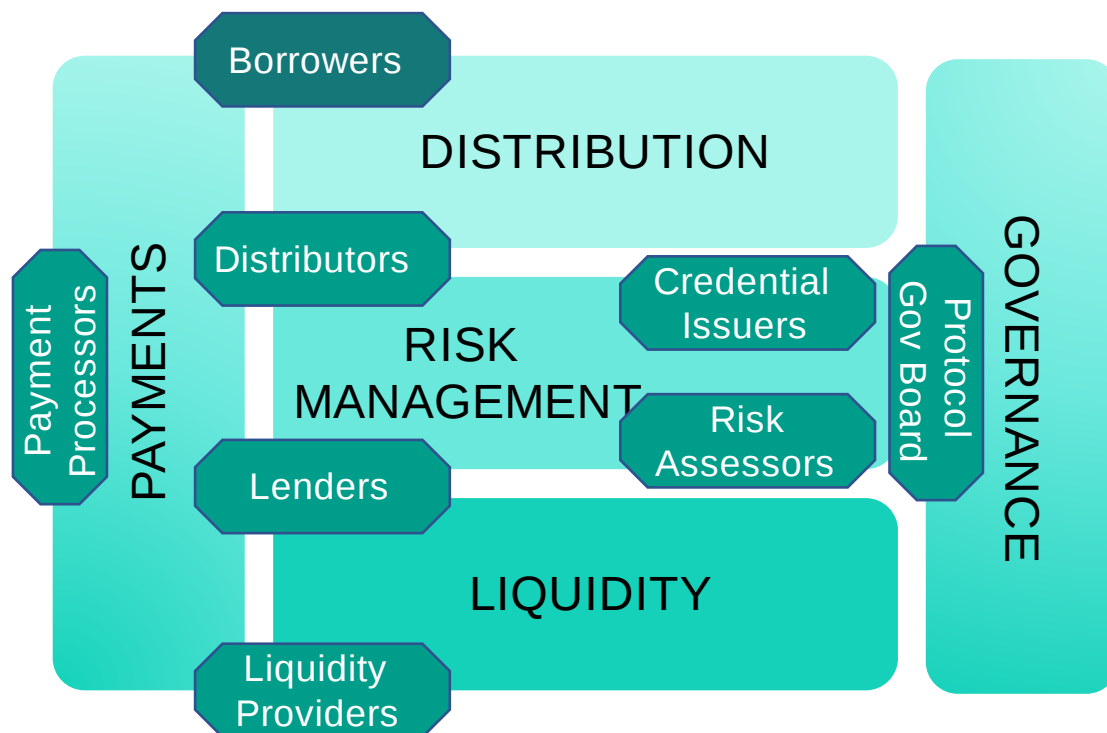 Borrowers
DISTRIBUTION
Distributors
Credential
Issuers
RISK
MANAGEMENT
Risk
Assessors
Lenders
LIQUIDITY
Liquidity
Providers
Payment
Processors
PAYMENTS
Protocol
Gov Board
GOVERNANCE